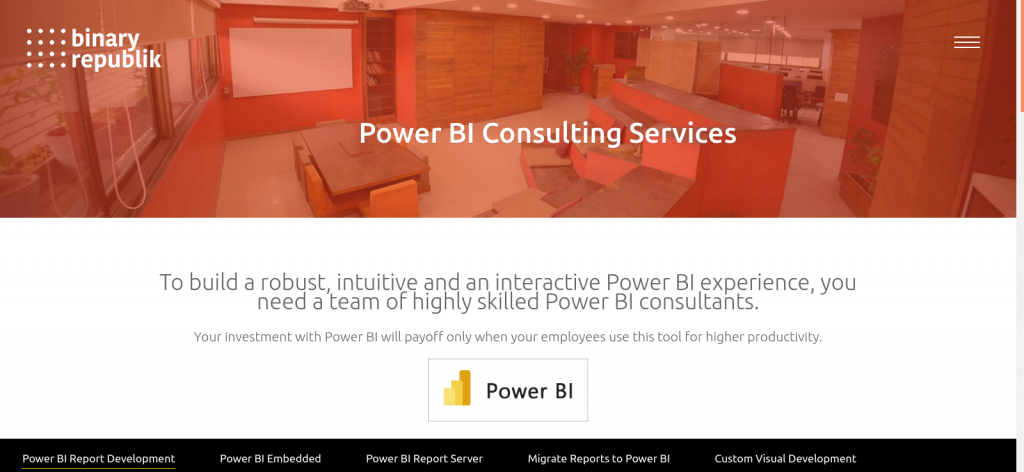 binary
republik
Power BI Consulting Services
To build a robust, intuitive and an interactive Power BI experience, you
need a team of highly skilled Power BI consultants.
Your investment with Power BI will payoff only when your employees use this tool for higher productivity.
Power BI
Power BI Report Development
Power BI Embedded
Power BI Report Server
Migrate Reports to Power BI
Custom Visual Development